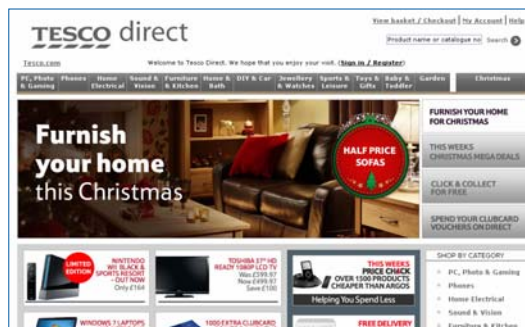 TESCO direct
View basket / Checkout | My Account | Help
Product name or catalogue no Search
Tesco.com
Welcome to Tesco Direct. We hope that you enjoy your visit. (Sign in / Register)
PC, Photo & Gaming Phones Home Electrical Sound & Vision Furniture & Kitchen Home & Bath DIY & Car Jewellery & Watches Sports & Leisure Toys & Gifts Baby & Toddler Garden Christmas
Furnish
your home
this Christmas
HALF PRICE
SOFAS
FURNISH YOUR HOME
FOR CHRISTMAS
THIS WEEKS
CHRISTMAS MEGA DEALS
CLICK & COLLECT
FOR FREE
SPEND YOUR CLUBCARD
VOUCHERS ON DIRECT
LIMITED
EDITION
NINTENDO
WII BLACK &
SPORTS RESORT
- OUT NOW
Only £164
TOSHIBA 37" HD
READY 1080P LCD TV
Was £599.97
Now £499.97
Save £100
THIS WEEKS
PRICE CHECK
OVER 1500 PRODUCTS
CHEAPER THAN ARGOS
Helping You Spend Less
SHOP BY CATEGORY
PC, Photo & Gaming
Phones
Home Electrical
Sound & Vision
Furniture & Kitchen
WINDOWS 7 LAPTOPS
1000 EXTRA CLUBCARD
FREE DELIVERY